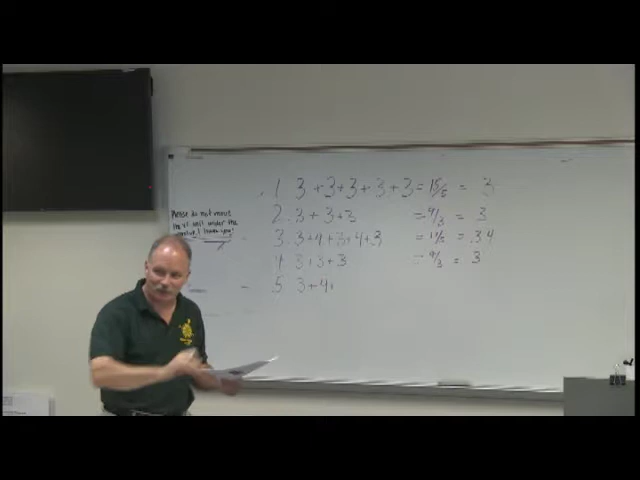 1 3 + 3 + 3 + 3 + 3 = 15/5 = 3
2. 3 + 3 + 3 = 9/3 = 3
3. 3 + 4 + 3 + 4 + 3 = 17/5 = 3.4
4 3 + 3 + 3 = 9/3 = 3
5 3 + 4
Please do not move
under the